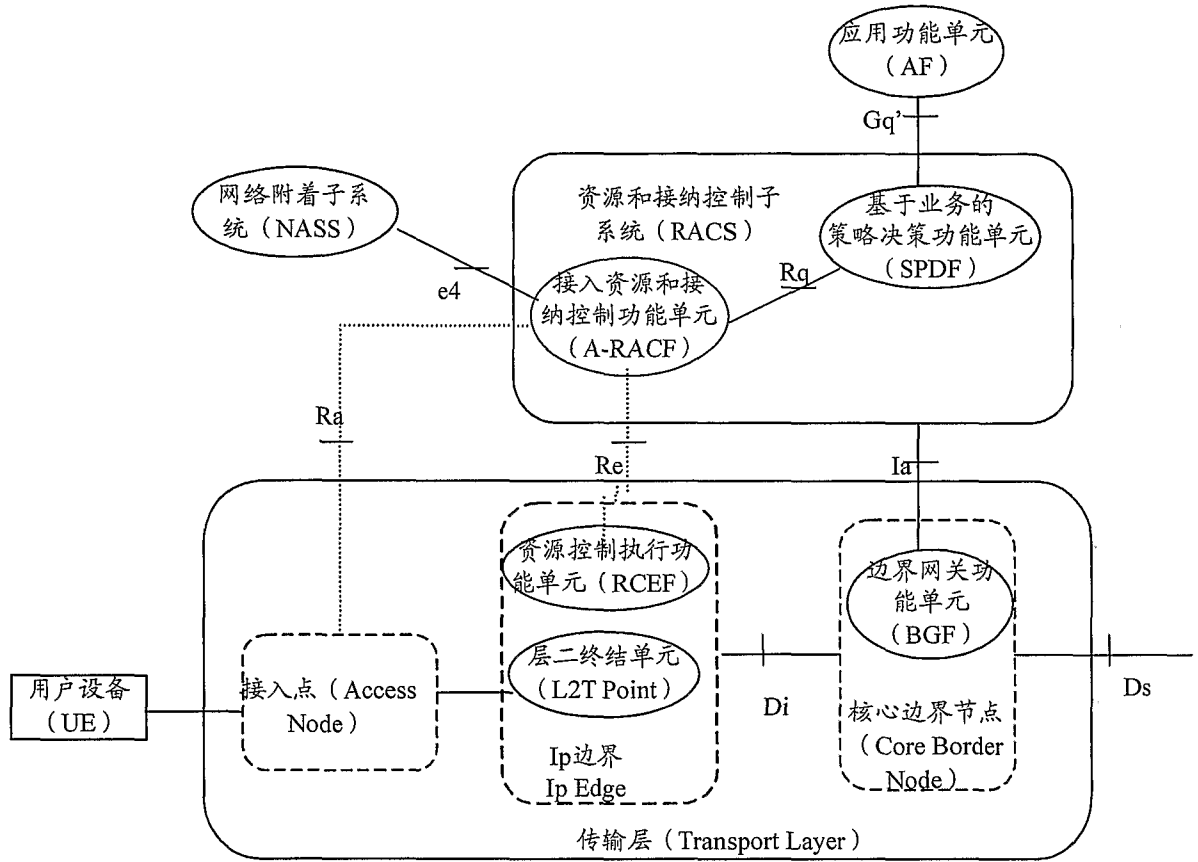 应用功能单元
（AF）
Gq’
网络附着子系
统（NASS）
资源和接纳控制子
系统（RACS）
基于业务的
策略决策功能单元
（SPDF）
Rq
e4
接入资源和接
纳控制功能单元
（A-RACF）
Ra
Re
Ia
资源控制执行功
能单元（RCEF）
边界网关功
能单元
（BGF）
层二终结单元
（L2T Point）
用户设备
（UE）
接入点（Access
Node）
Di
Ds
核心边界节点
（Core Border
Node）
Ip边界
Ip Edge
传输层（Transport Layer）